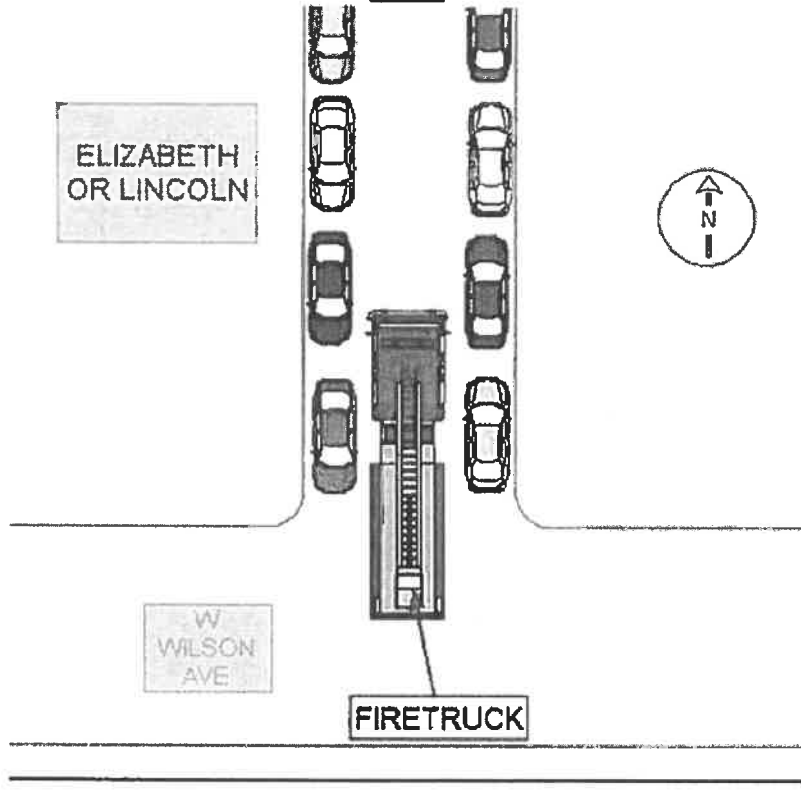 ELIZABETH
OR LINCOLN
N
W
WILSON
AVE
FIRETRUCK